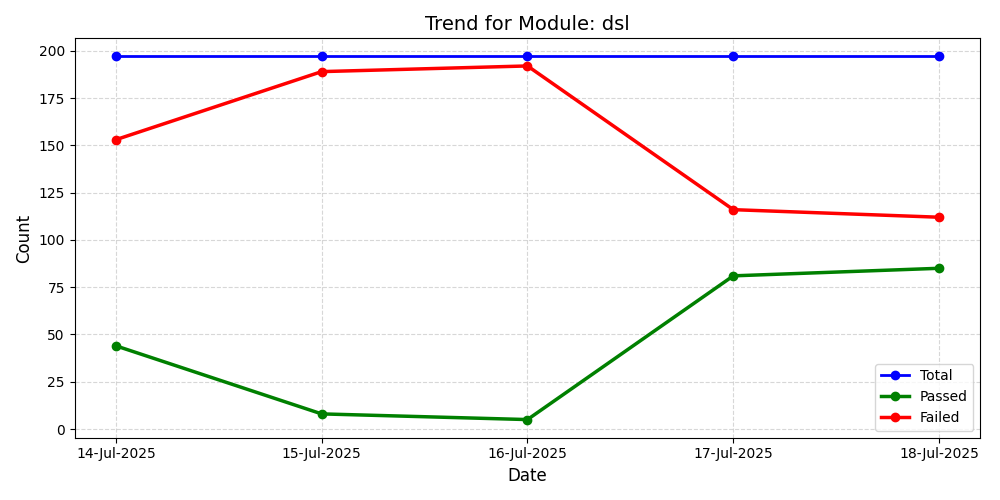 Trend for Module: dsl
Count
200
175
150
125
100
75
50
25
0
Total
Passed
Failed
14-Jul-2025
15-Jul-2025
16-Jul-2025
17-Jul-2025
18-Jul-2025
Date